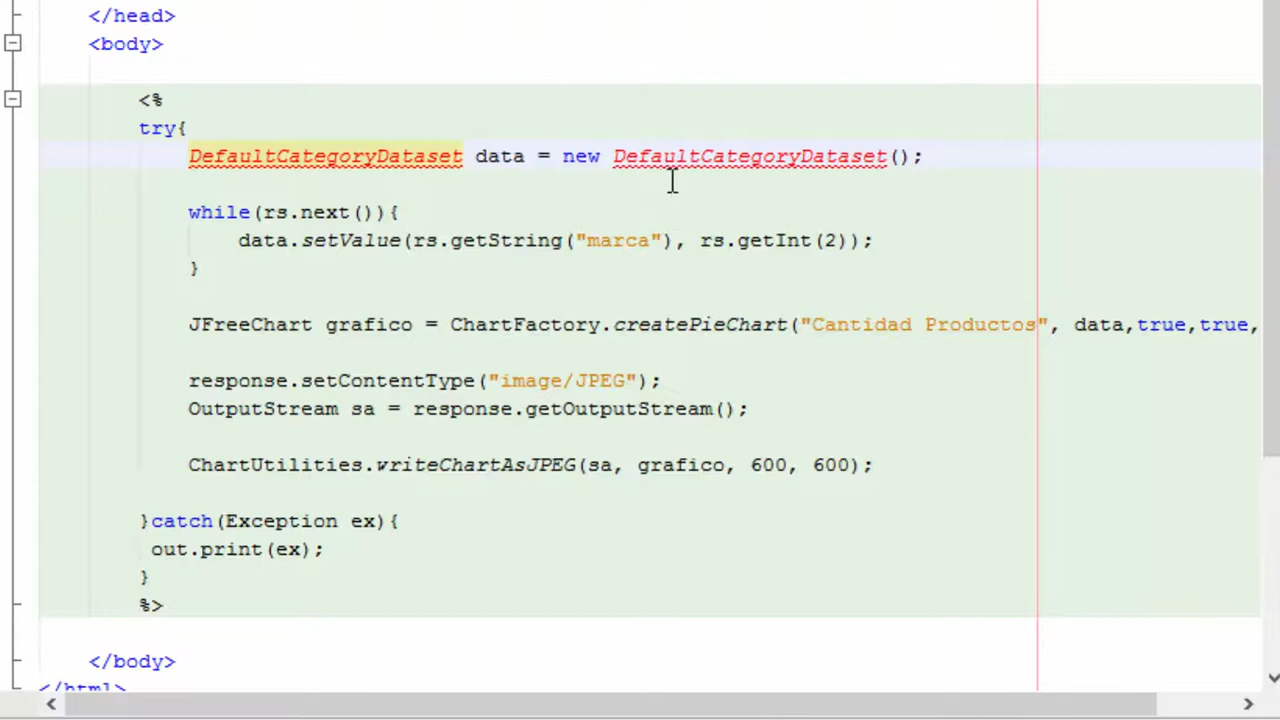 </head>
<body>
<%
try{
DefaultCategoryDataset data = new DefaultCategoryDataset();
while(rs.next()){
data.setValue(rs.getString("marca"), rs.getInt(2));
}
JFreeChart grafico = ChartFactory.createPieChart("Cantidad Productos", data,true,true,
response.setContentType("image/JPEG");
OutputStream sa = response.getOutputStream();
ChartUtilities.writeChartAsJPEG(sa, grafico, 600, 600);
}catch(Exception ex){
out.print(ex);
}
%>
</body>
</html>